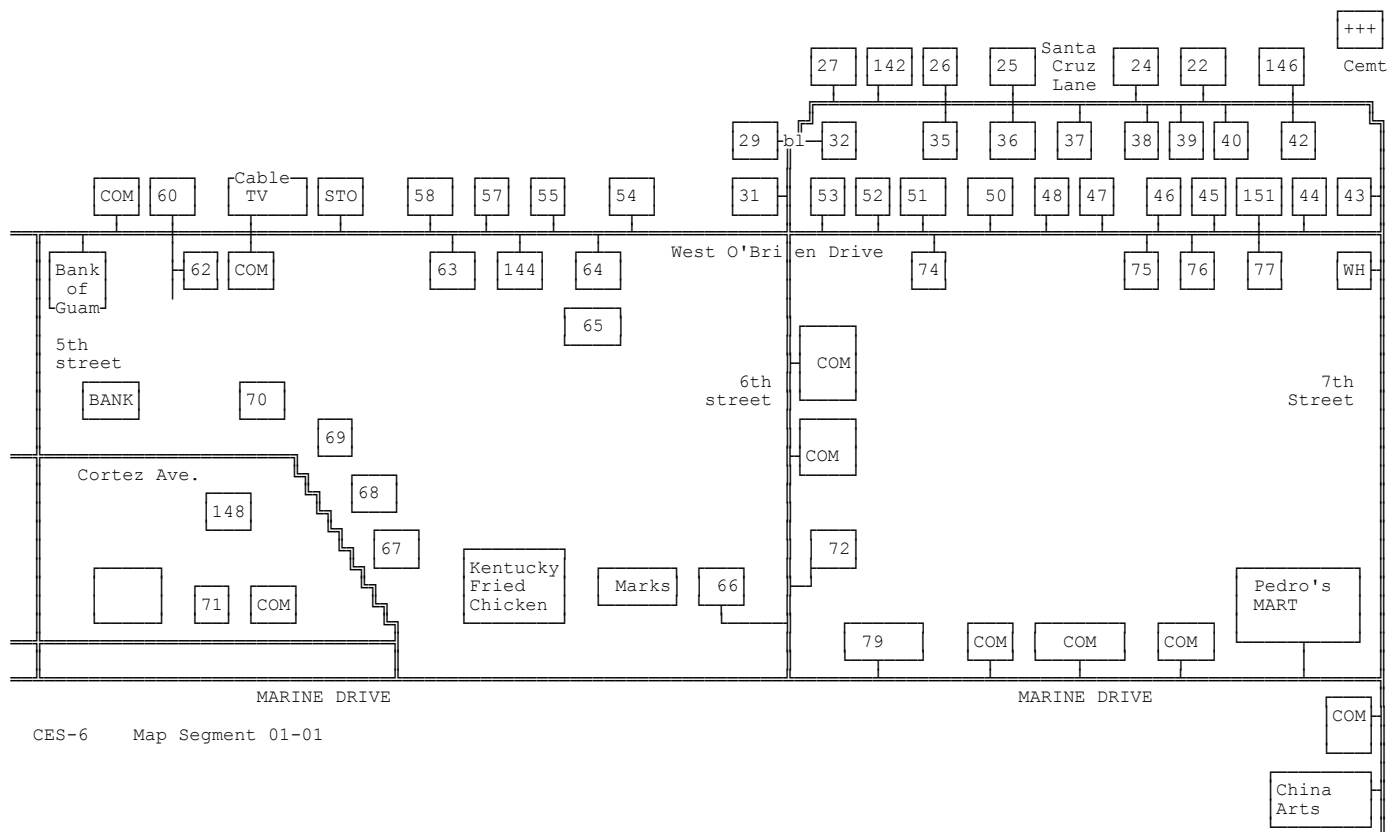 +++
Santa
27 142 26 25 Cruz 24 22 146 Cemt
Lane
29 bl 32 35 36 37 38 39 40 42
Cable
COM 60 TV STO 58 57 55 54 31 53 52 51 50 48 47 46 45 151 44 43
West O'Bri en Drive
Bank 62 COM 63 144 64 74 75 76 77 WH
of
Guam
65
5th
street
COM
6th 7th
BANK 70 street Street
69
COM
Cortez Ave.
68
148
67 72
Kentucky
Fried Marks 66 Pedro's
71 COM Chicken MART
79 COM COM COM
MARINE DRIVE MARINE DRIVE
COM
CES-6 Map Segment 01-01
China
Arts